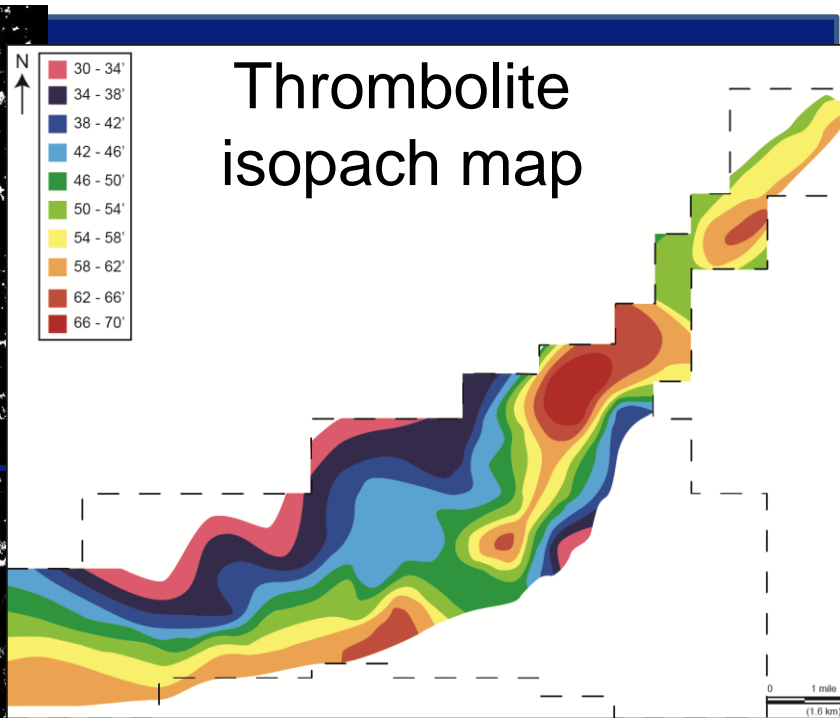 Thrombolite
isopach map
N
30 - 34'
34 - 38'
38 - 42'
42 - 46'
46 - 50'
50 - 54'
54 - 58'
58 - 62'
62 - 66'
66 - 70'
0 1 mile
(1.6 km)